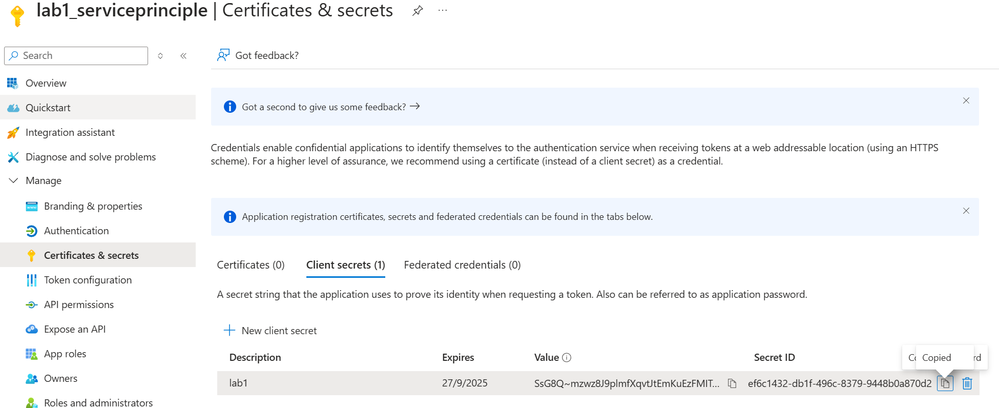 lab1_serviceprinciple | Certificates & secrets
Search
Got feedback?
Overview
Quickstart
Integration assistant
Diagnose and solve problems
Manage
Branding & properties
Authentication
Certificates & secrets
Token configuration
API permissions
Expose an API
App roles
Owners
Roles and administrators
Got a second to give us some feedback?
Credentials enable confidential applications to identify themselves to the authentication service when receiving tokens at a web addressable location (using an HTTPS
scheme). For a higher level of assurance, we recommend using a certificate (instead of a client secret) as a credential.
Application registration certificates, secrets and federated credentials can be found in the tabs below.
Certificates (0) Client secrets (1) Federated credentials (0)
A secret string that the application uses to prove its identity when requesting a token. Also can be referred to as application password.
New client secret
Description Expires Value Secret ID
Copied
lab1 27/9/2025 SsG8Q~mzwz8J9plmfXqvtJtEmKuEzFMIT... ef6c1432-db1f-496c-8379-9448b0a870d2